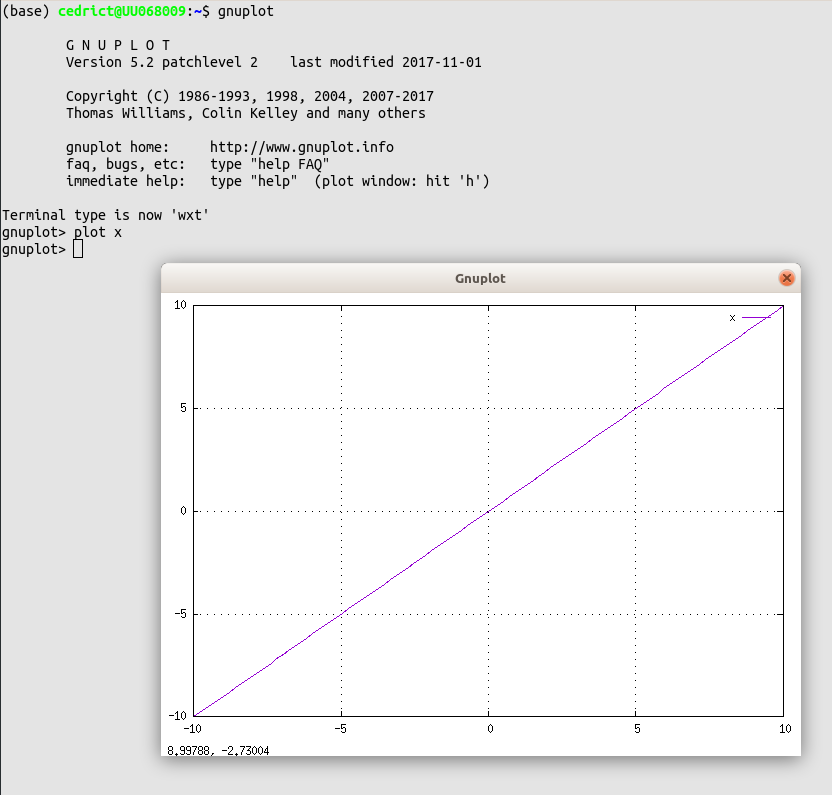 (base) cedrict@UU068009:~$ gnuplot
G N U P L O T
Version 5.2 patchlevel 2    last modified 2017-11-01
Copyright (C) 1986-1993, 1998, 2004, 2007-2017
Thomas Williams, Colin Kelley and many others
gnuplot home:     http://www.gnuplot.info
faq, bugs, etc:   type "help FAQ"
immediate help:   type "help"  (plot window: hit 'h')
Terminal type is now 'wxt'
gnuplot> plot x
gnuplot>
Gnuplot
10
x
5
0
-5
-10
-10 -5 0 5 10
8.99788, -2.73004